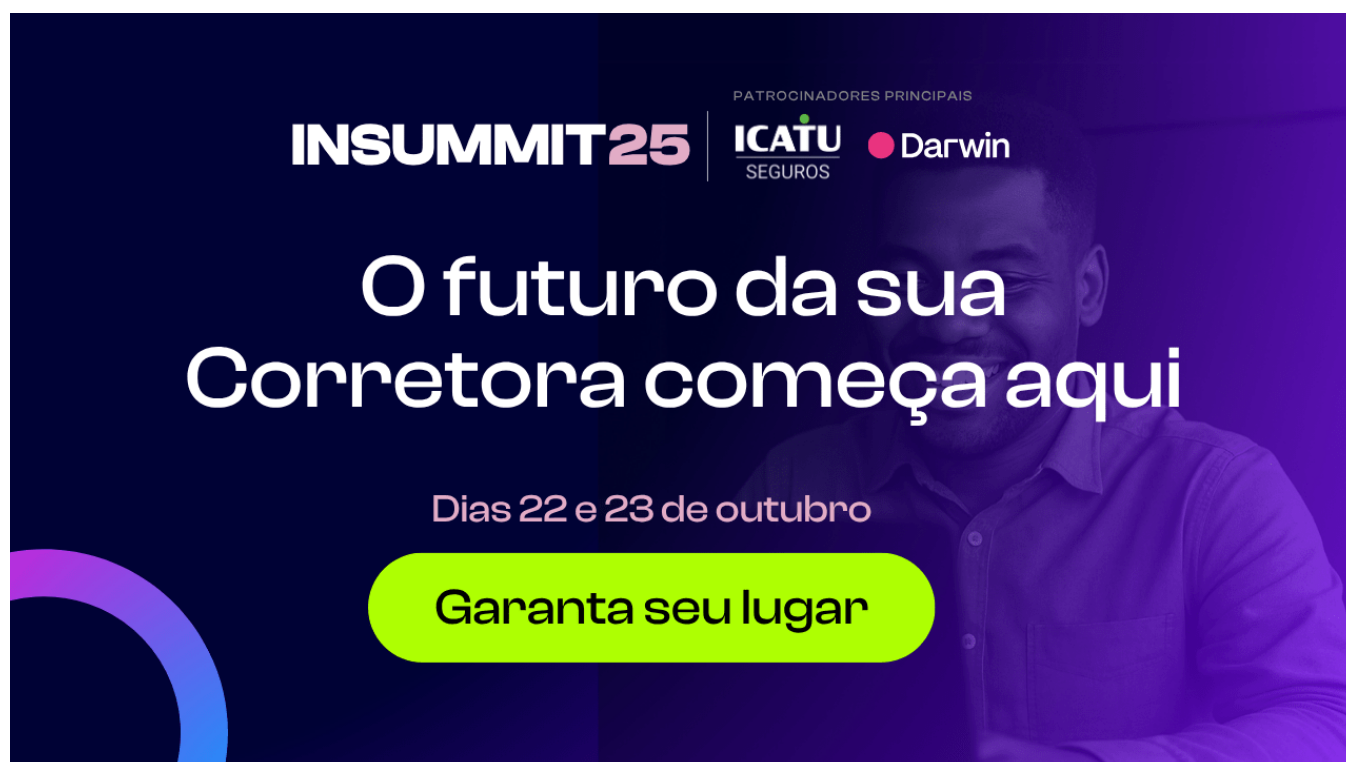 PATROCINADORES PRINCIPAIS
INSUMMIT25
ICATU
SEGUROS
Darwin
O futuro da sua
Corretora começa aqui
Dias 22 e 23 de outubro
Garanta seu lugar